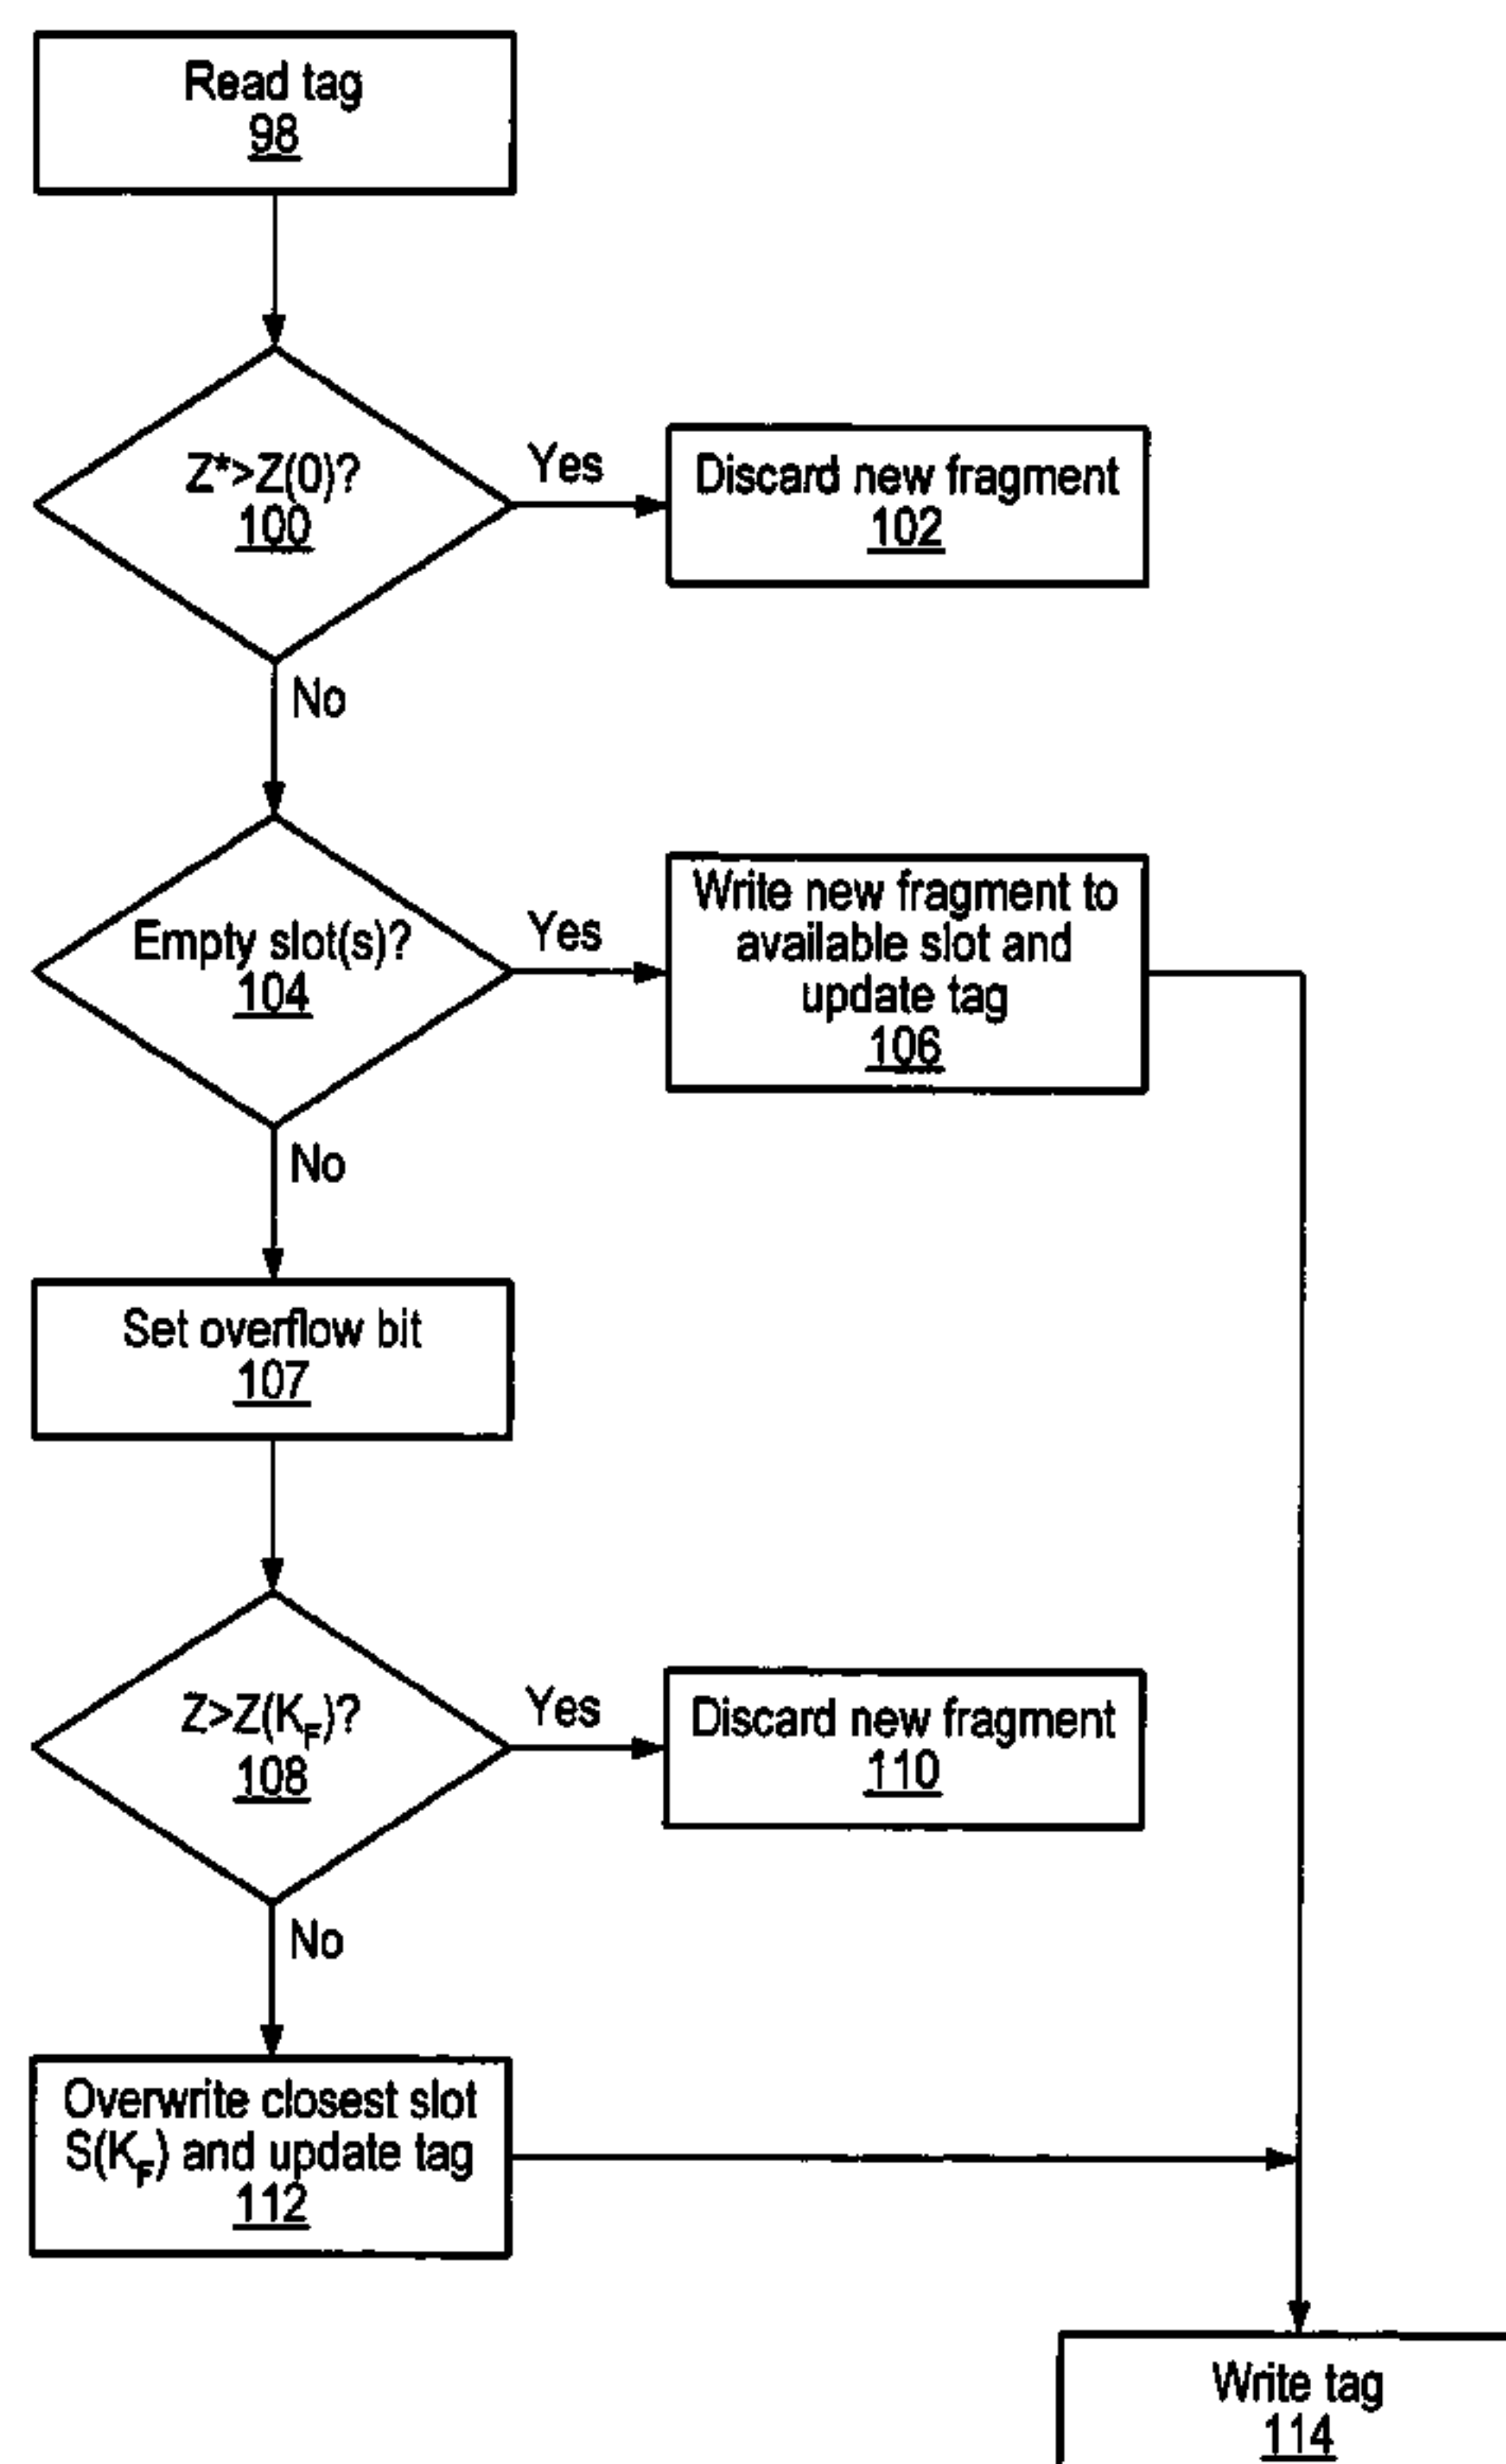 Read tag
98
Z*>Z(0)?
100
Yes
Discard new fragment
102
No
Empty slot(s)?
104
Yes
Write new fragment to
available slot and
update tag
106
No
Set overflow bit
107
Z>Z(K_F)?
108
Yes
Discard new fragment
110
No
Overwrite closest slot
S(K_F) and update tag
112
Write tag
114